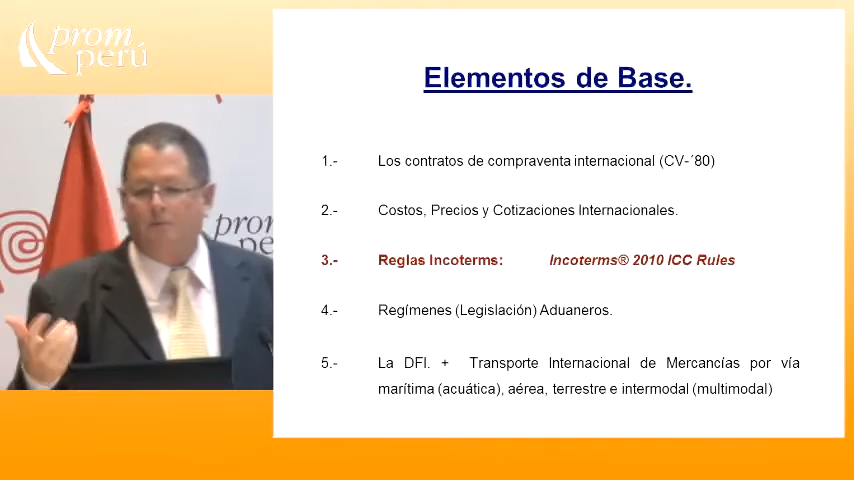 prom
perú
Elementos de Base.
1.- Los contratos de compraventa internacional (CV-´80)
2.- Costos, Precios y Cotizaciones Internacionales.
3.- Reglas Incoterms: Incoterms® 2010 ICC Rules
4.- Regímenes (Legislación) Aduaneros.
5.- La DFI. + Transporte Internacional de Mercancías por vía
marítima (acuática), aérea, terrestre e intermodal (multimodal)
prom
pe